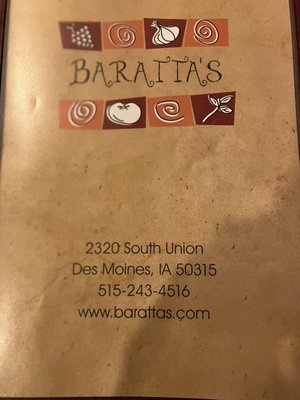 BARATTA'S
2320 South Union
Des Moines, IA 50315
515-243-4516
www.barattas.com